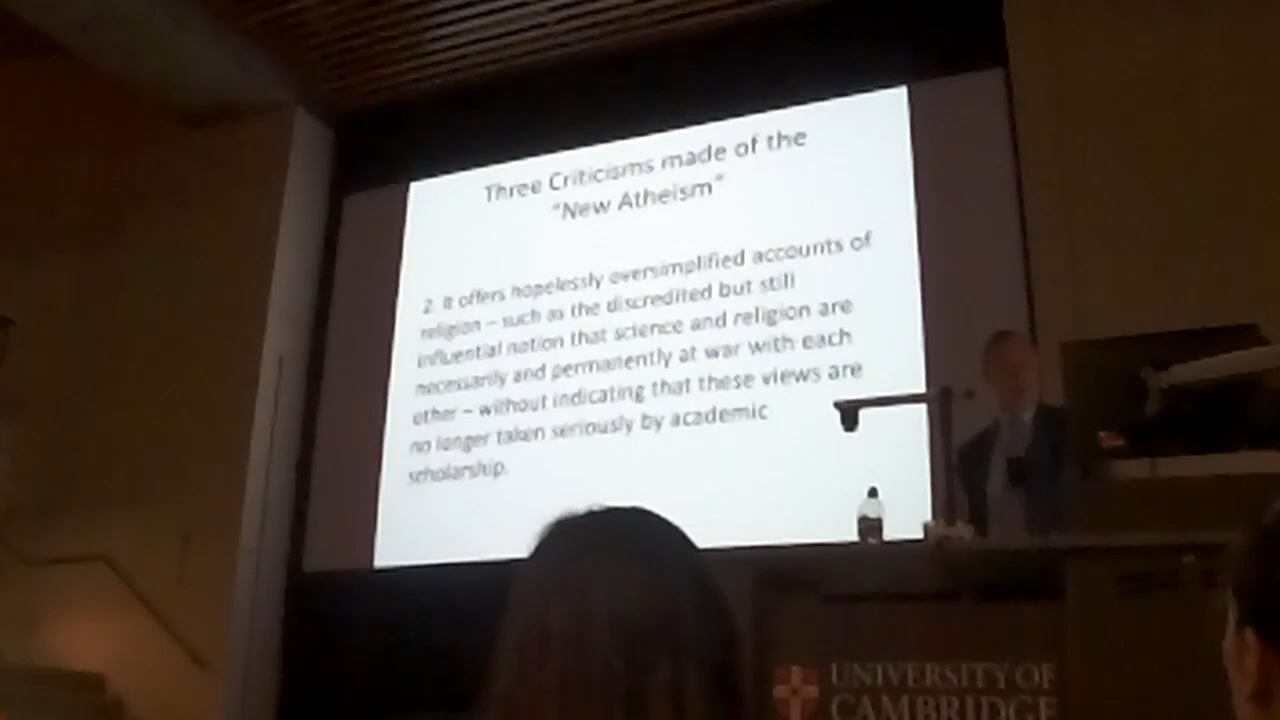 Three Criticisms made of the
"New Atheism"
2. It offers hopelessly oversimplified accounts of
religion – such as the discredited but still
influential notion that science and religion are
necessarily and permanently at war with each
other – without indicating that these views are
no longer taken seriously by academic
scholarship.
UNIVERSITY OF
CAMBRIDGE